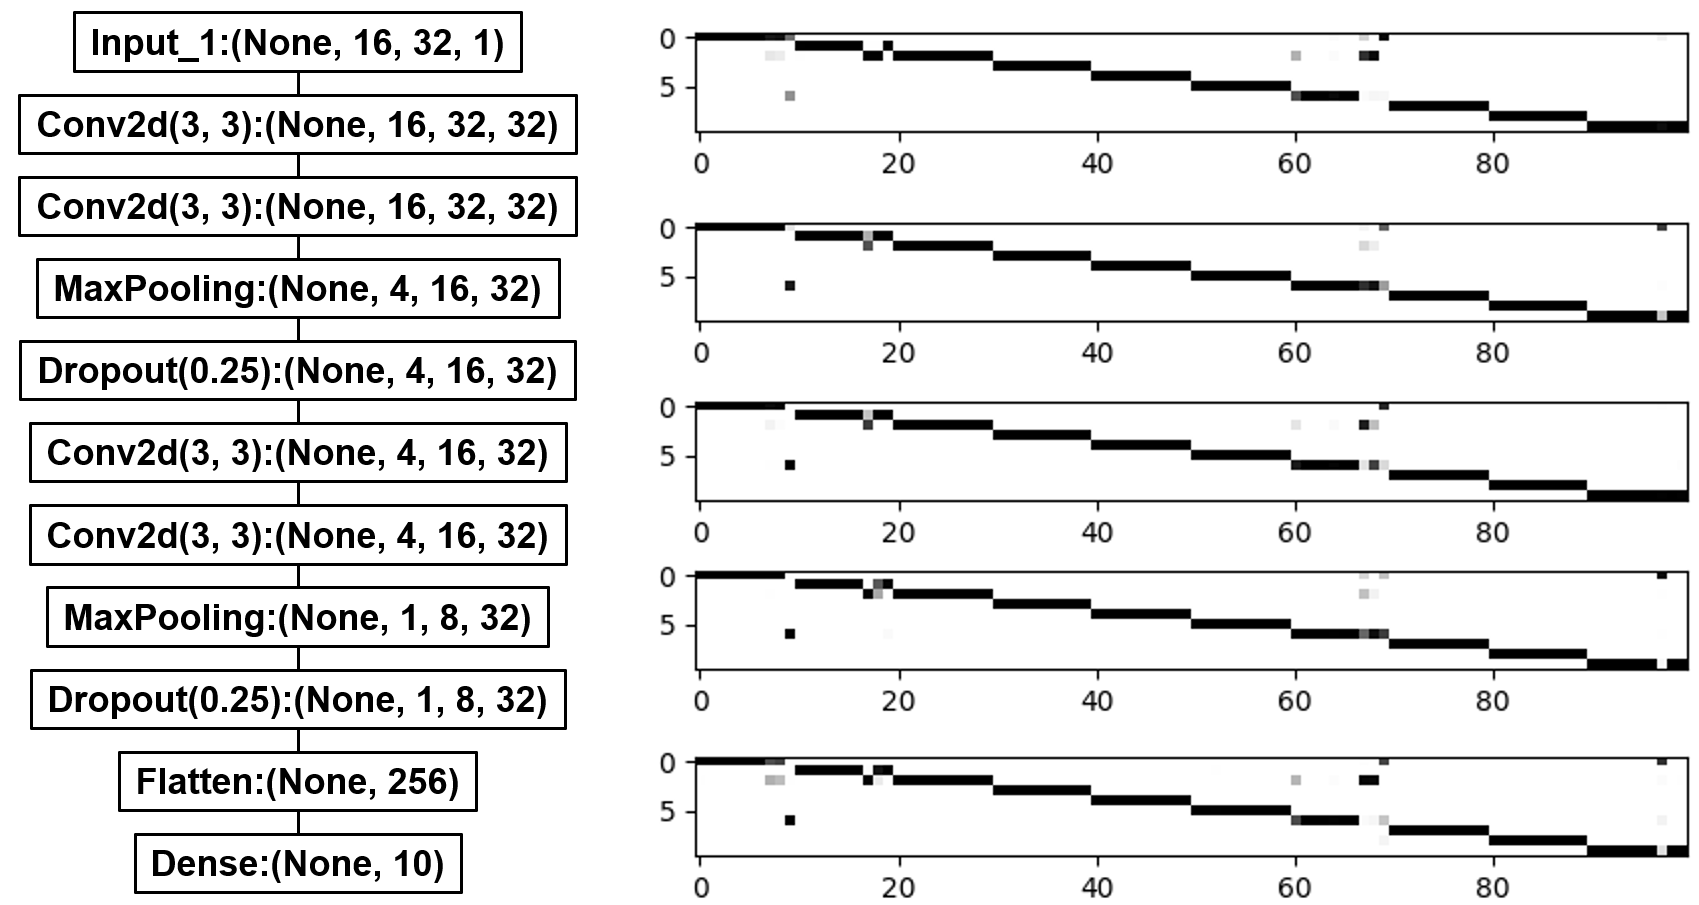 Input_1:(None, 16, 32, 1)
Conv2d(3, 3):(None, 16, 32, 32)
Conv2d(3, 3):(None, 16, 32, 32)
MaxPooling:(None, 4, 16, 32)
Dropout(0.25):(None, 4, 16, 32)
Conv2d(3, 3):(None, 4, 16, 32)
Conv2d(3, 3):(None, 4, 16, 32)
MaxPooling:(None, 1, 8, 32)
Dropout(0.25):(None, 1, 8, 32)
Flatten:(None, 256)
Dense:(None, 10)
0
5
0 20 40 60 80
0
5
0 20 40 60 80
0
5
0 20 40 60 80
0
5
0 20 40 60 80
0
5
0 20 40 60 80